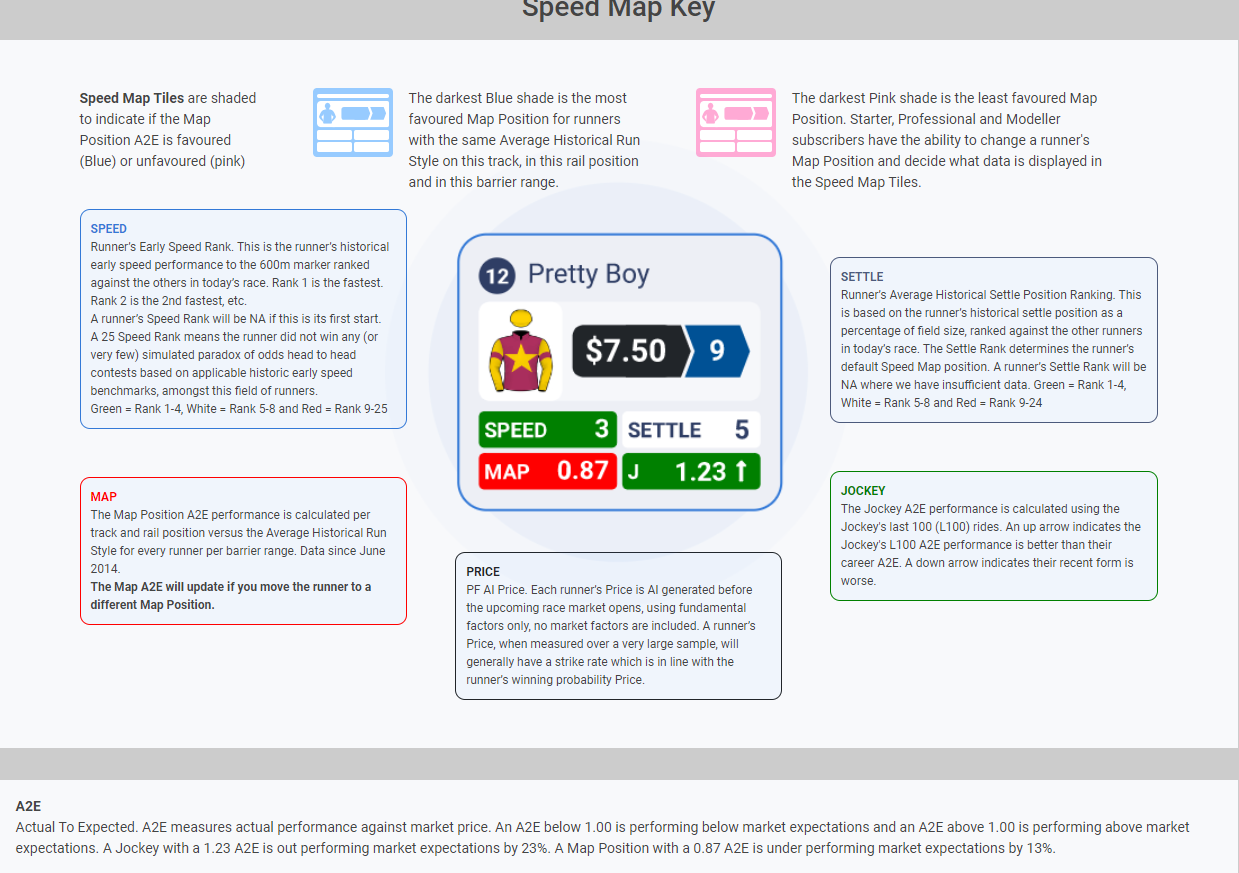 Speed Map Key
Speed Map Tiles are shaded
to indicate if the Map
Position A2E is favoured
(Blue) or unfavoured (pink)
The darkest Blue shade is the most
favoured Map Position for runners
with the same Average Historical Run
Style on this track, in this rail position
and in this barrier range.
The darkest Pink shade is the least favoured Map
Position. Starter, Professional and Modeller
subscribers have the ability to change a runner's
Map Position and decide what data is displayed in
the Speed Map Tiles.
SPEED
Runner's Early Speed Rank. This is the runner's historical
early speed performance to the 600m marker ranked
against the others in today's race. Rank 1 is the fastest.
Rank 2 is the 2nd fastest, etc.
A runner's Speed Rank will be NA if this is its first start.
A 25 Speed Rank means the runner did not win any (or
very few) simulated paradox of odds head to head
contests based on applicable historic early speed
benchmarks, amongst this field of runners.
Green = Rank 1-4, White = Rank 5-8 and Red = Rank 9-25
12 Pretty Boy
$7.50 9
SPEED 3 SETTLE 5
MAP 0.87 J 1.23 ↑
SETTLE
Runner's Average Historical Settle Position Ranking. This
is based on the runner's historical settle position as a
percentage of field size, ranked against the other runners
in today's race. The Settle Rank determines the runner's
default Speed Map position. A runner's Settle Rank will be
NA where we have insufficient data. Green = Rank 1-4,
White = Rank 5-8 and Red = Rank 9-24
MAP
The Map Position A2E performance is calculated per
track and rail position versus the Average Historical Run
Style for every runner per barrier range. Data since June
2014.
The Map A2E will update if you move the runner to a
different Map Position.
PRICE
PF AI Price. Each runner's Price is AI generated before
the upcoming race market opens, using fundamental
factors only, no market factors are included. A runner's
Price, when measured over a very large sample, will
generally have a strike rate which is in line with the
runner's winning probability Price.
JOCKEY
The Jockey A2E performance is calculated using the
Jockey's last 100 (L100) rides. An up arrow indicates the
Jockey's L100 A2E performance is better than their
career A2E. A down arrow indicates their recent form is
worse.
A2E
Actual To Expected. A2E measures actual performance against market price. An A2E below 1.00 is performing below market expectations and an A2E above 1.00 is performing above market
expectations. A Jockey with a 1.23 A2E is out performing market expectations by 23%. A Map Position with a 0.87 A2E is under performing market expectations by 13%.